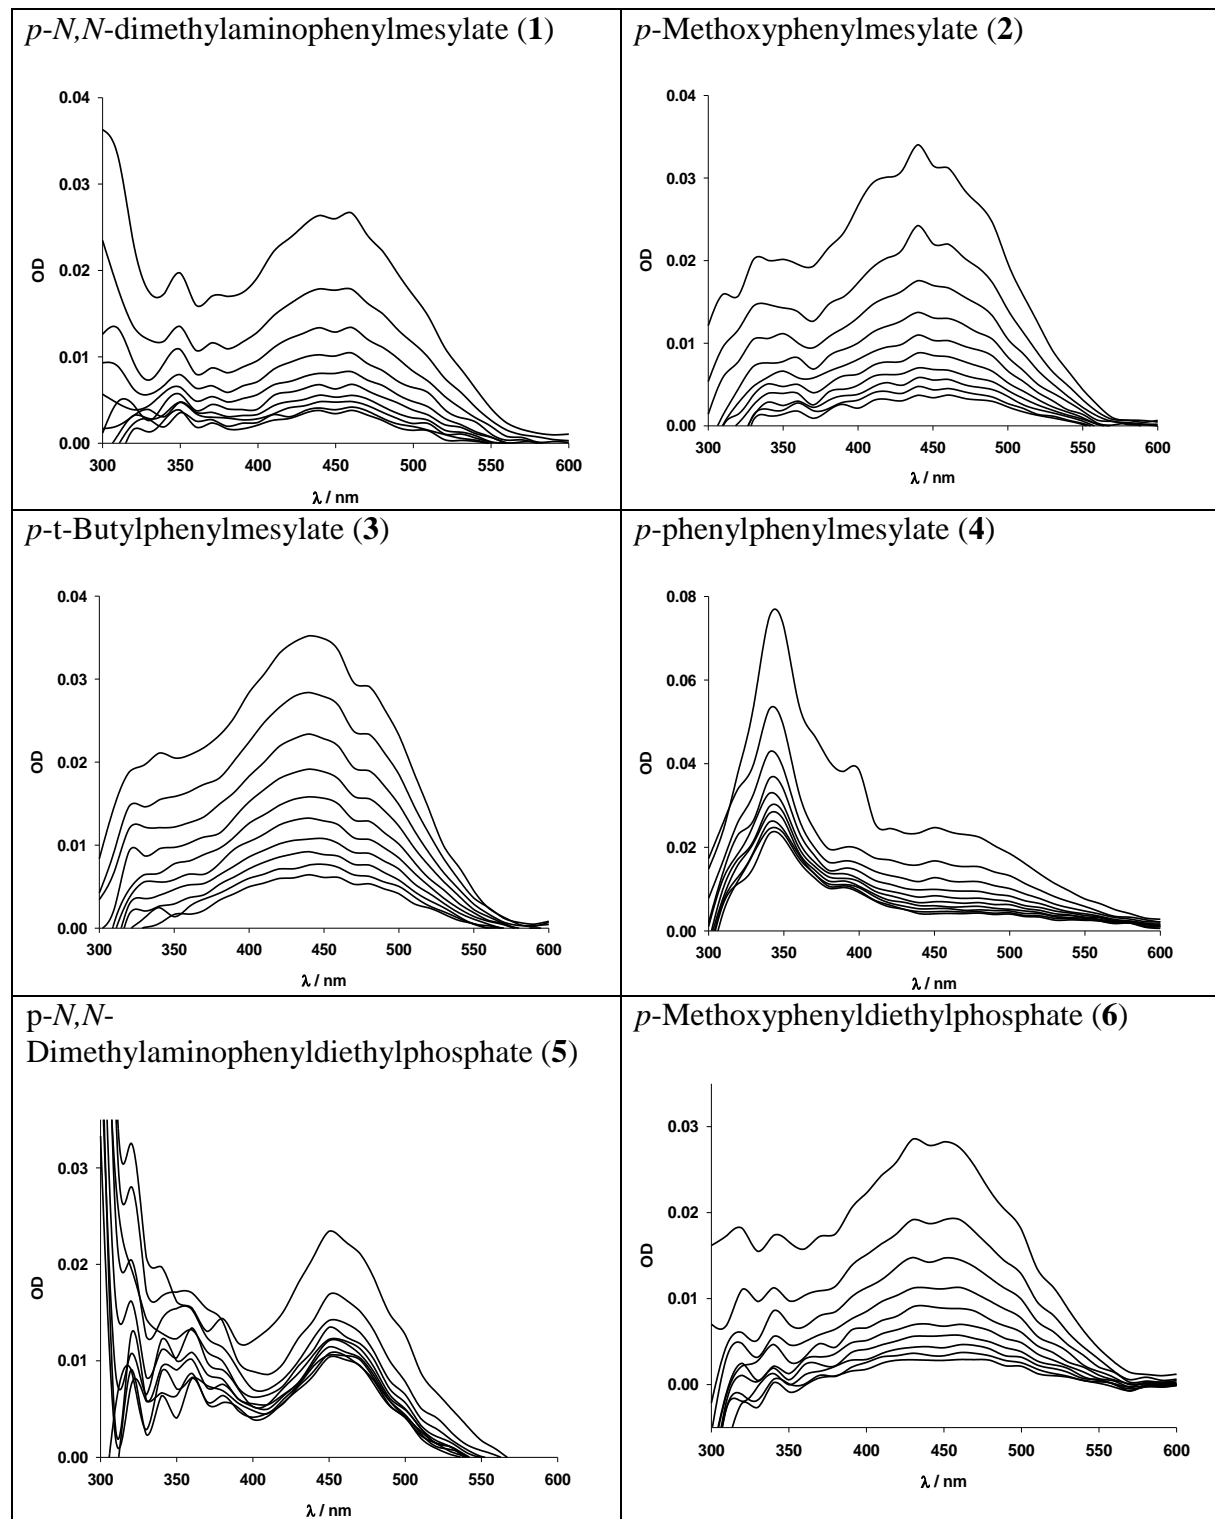 p-N,N-dimethylaminophenylmesylate (1)
0.04
0.03
0.02
0.01
0.00
OD
300 350 400 450 500 550 600
λ / nm
p-Methoxyphenylmesylate (2)
0.04
0.03
0.02
0.01
0.00
OD
300 350 400 450 500 550 600
λ / nm
p-t-Butylphenylmesylate (3)
0.04
0.03
0.02
0.01
0.00
OD
300 350 400 450 500 550 600
λ / nm
p-phenylphenylmesylate (4)
0.08
0.06
0.04
0.02
0.00
OD
300 350 400 450 500 550 600
λ / nm
p-N,N-
Dimethylaminophenyldiethylphosphate (5)
0.03
0.02
0.01
0.00
OD
300 350 400 450 500 550 600
λ / nm
p-Methoxyphenyldiethylphosphate (6)
0.03
0.02
0.01
0.00
OD
300 350 400 450 500 550 600
λ / nm